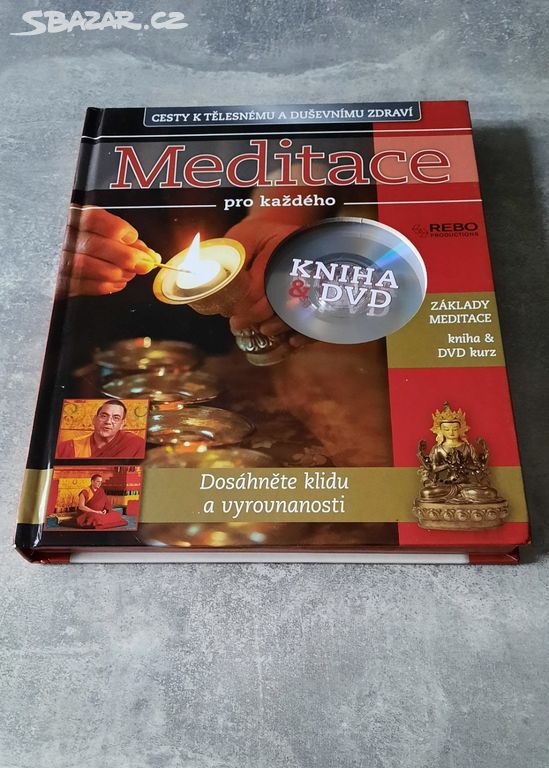 SBAZAR.CZ
CESTY K TĚLESNÉMU A DUŠEVNÍMU ZDRAVÍ
Meditace
pro každého
REBO
PRODUCTIONS
KNIHA
& DVD
ZÁKLADY
MEDITACE
kniha &
DVD kurz
Dosáhněte klidu
a vyrovnanosti